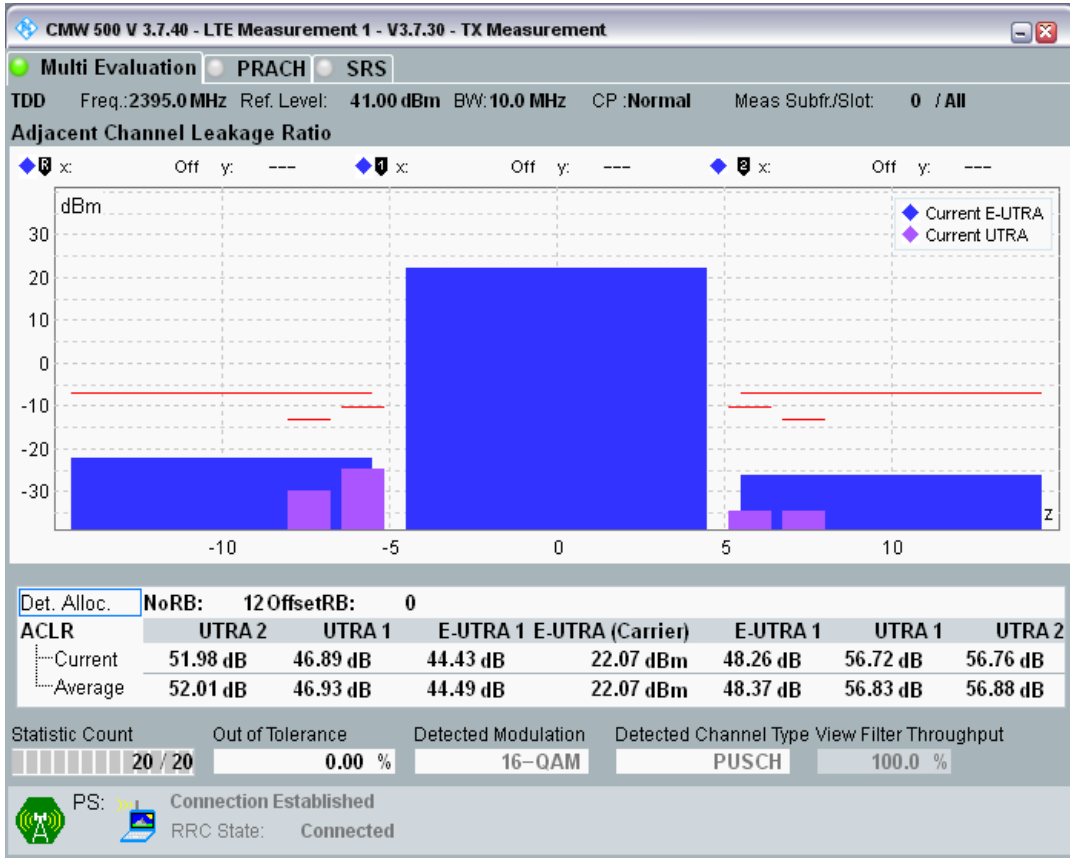 CMW 500 V 3.7.40 - LTE Measurement 1 - V3.7.30 - TX Measurement
Multi Evaluation PRACH SRS
TDD Freq.:2395.0 MHz Ref. Level: 41.00 dBm BW: 10.0 MHz CP :Normal Meas Subfr./Slot: 0 / All
Adjacent Channel Leakage Ratio
R x: Off y: --- 1 x: Off y: --- 2 x: Off y: ---
dBm
Current E-UTRA
Current UTRA
30
20
10
0
-10
-20
-30
z
-10 -5 0 5 10
Det. Alloc. NoRB: 12 OffsetRB: 0
ACLR UTRA 2 UTRA 1 E-UTRA 1 E-UTRA (Carrier) E-UTRA 1 UTRA 1 UTRA 2
Current 51.98 dB 46.89 dB 44.43 dB 22.07 dBm 48.26 dB 56.72 dB 56.76 dB
Average 52.01 dB 46.93 dB 44.49 dB 22.07 dBm 48.37 dB 56.83 dB 56.88 dB
Statistic Count Out of Tolerance Detected Modulation Detected Channel Type View Filter Throughput
20 / 20 0.00 % 16-QAM PUSCH 100.0 %
PS: Connection Established
RRC State: Connected